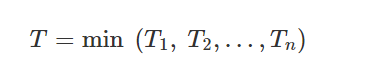 T = min (T₁, T₂, . . . , Tₙ)